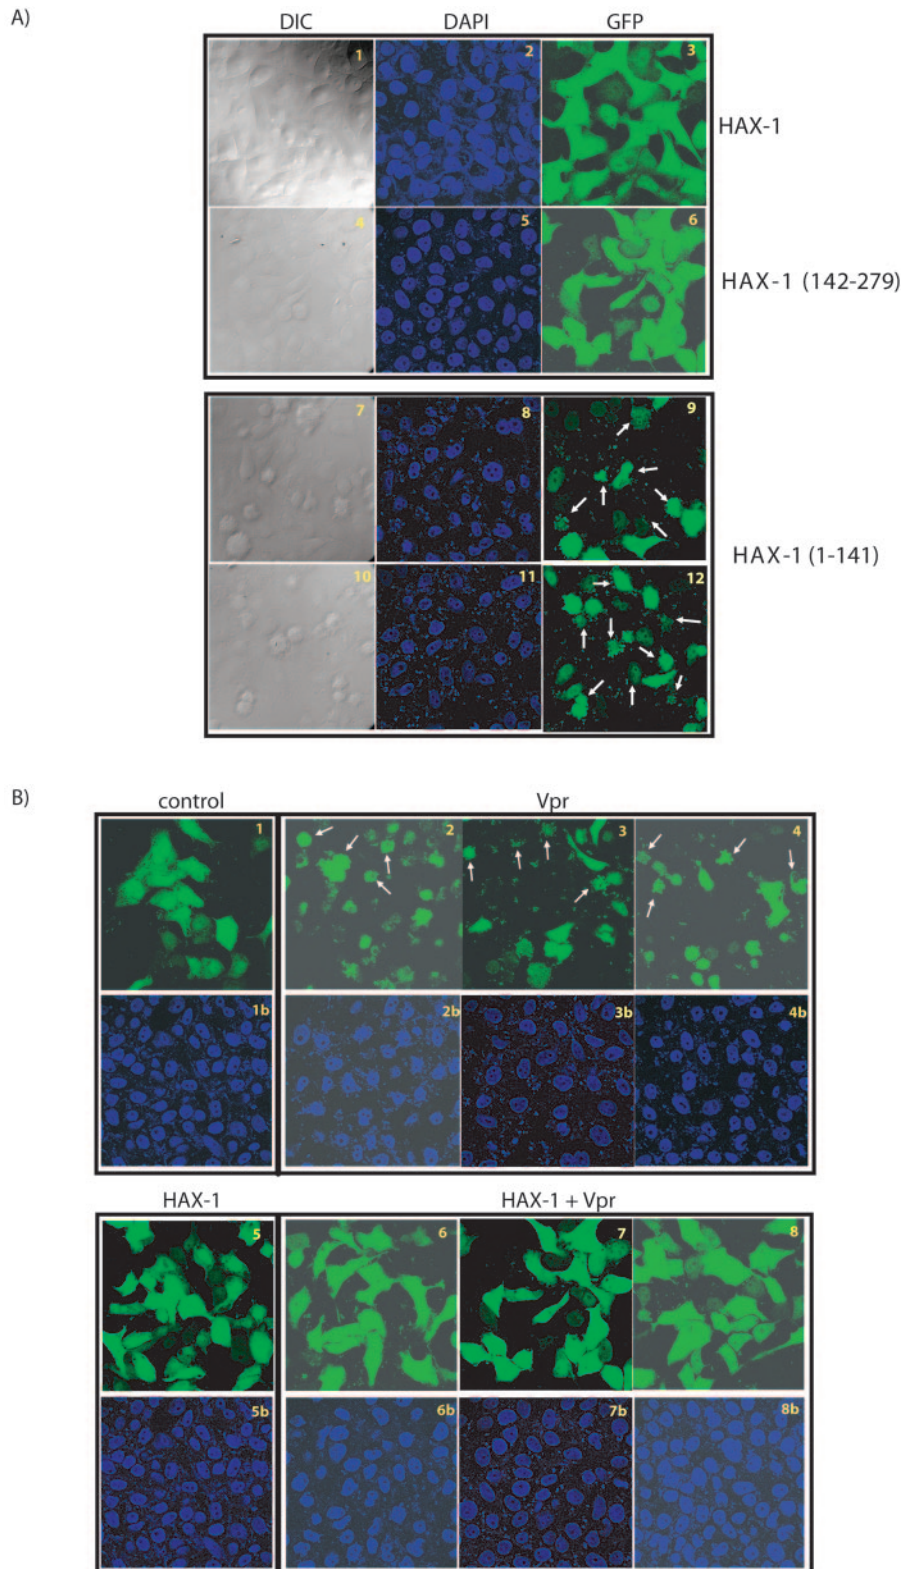 A)
DIC DAPI GFP
1 2 3
HAX-1
4 5 6
HAX-1 (142-279)
7 8 9
HAX-1 (1-141)
10 11 12
B)
control Vpr
1 2 3 4
1b 2b 3b 4b
HAX-1 HAX-1 + Vpr
5 6 7 8
5b 6b 7b 8b